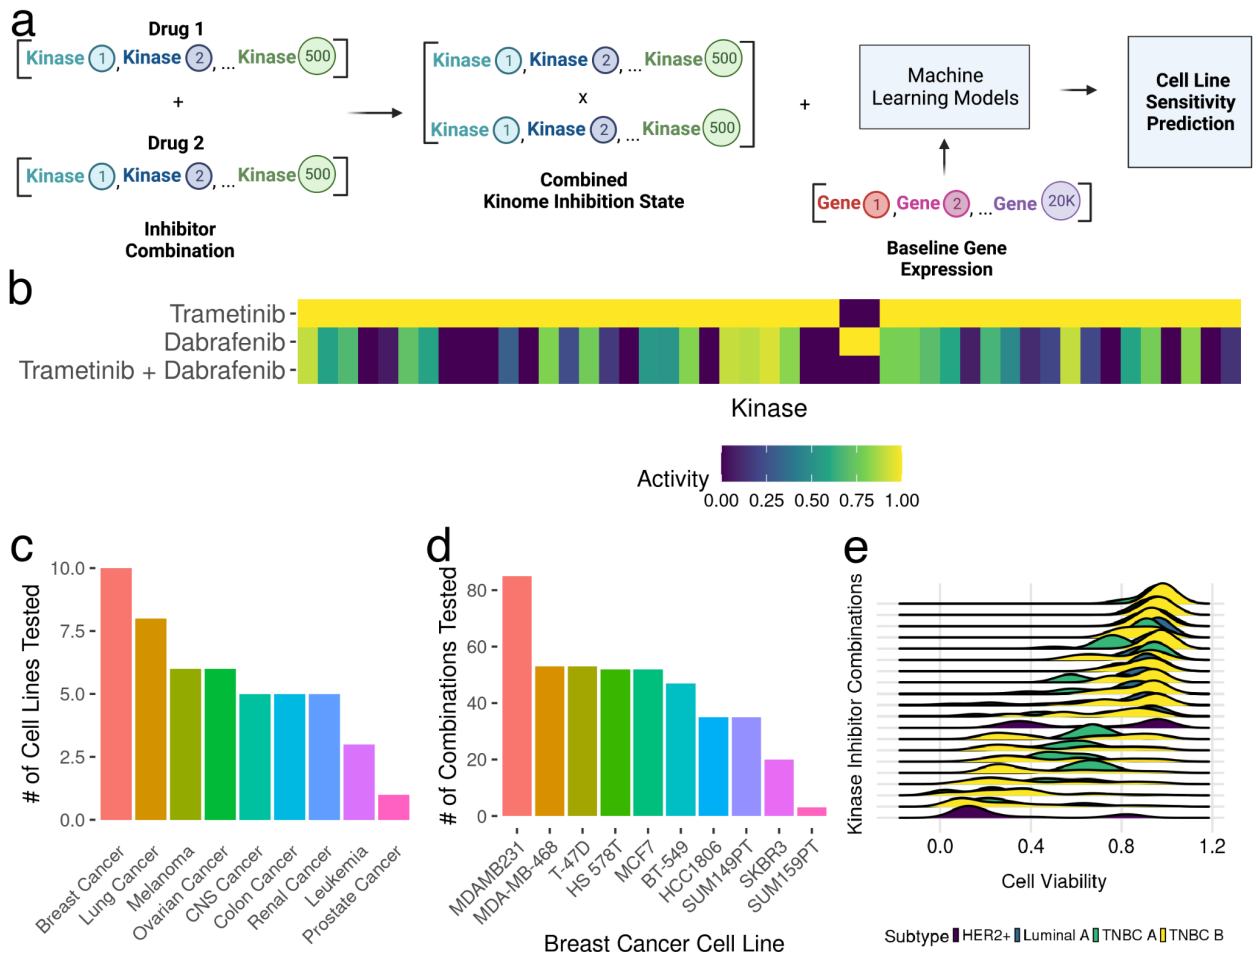 a
Drug 1
Kinase 1 , Kinase 2 , ... Kinase 500
+
Drug 2
Kinase 1 , Kinase 2 , ... Kinase 500
Inhibitor
Combination
Kinase 1 , Kinase 2 , ... Kinase 500
x
Kinase 1 , Kinase 2 , ... Kinase 500
Combined
Kinome Inhibition State
+
Machine
Learning Models
Gene 1 , Gene 2 , ... Gene 20K
Baseline Gene
Expression
Cell Line
Sensitivity
Prediction
b
Trametinib
Dabrafenib
Trametinib + Dabrafenib
Kinase
Activity
0.00 0.25 0.50 0.75 1.00
c
# of Cell Lines Tested
10.0
7.5
5.0
2.5
0.0
Breast Cancer
Lung Cancer
Melanoma
Ovarian Cancer
CNS Cancer
Colon Cancer
Renal Cancer
Leukemia
Prostate Cancer
d
# of Combinations Tested
80
60
40
20
0
MDAMB231
MDA-MB-468
T-47D
HS 578T
MCF7
BT-549
HCC1806
SUM149PT
SKBR3
SUM159PT
Breast Cancer Cell Line
e
Kinase Inhibitor Combinations
0.0 0.4 0.8 1.2
Cell Viability
Subtype HER2+ Luminal A TNBC A TNBC B